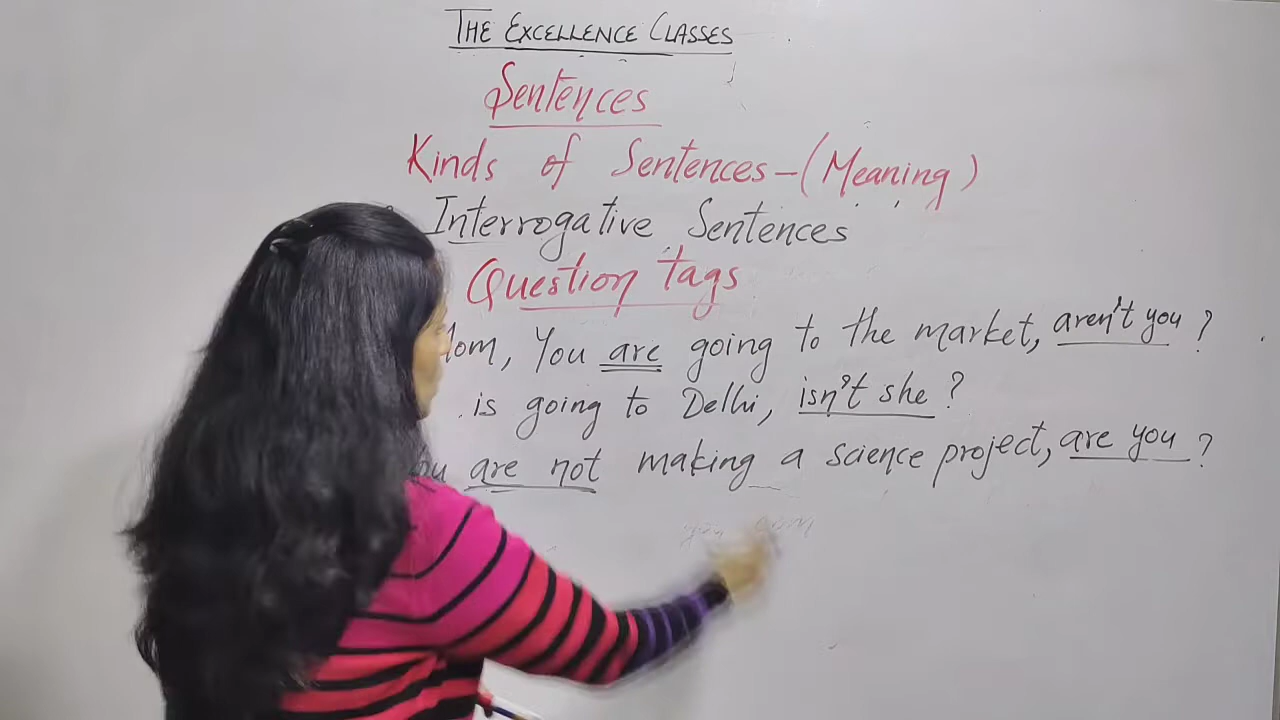 THE EXCELLENCE CLASSES
Sentences
Kinds of Sentences-(Meaning)
Interrogative Sentences
Question tags
You are going to the market, aren't you?
is going to Delhi, isn't she?
are not making a science project, are you?